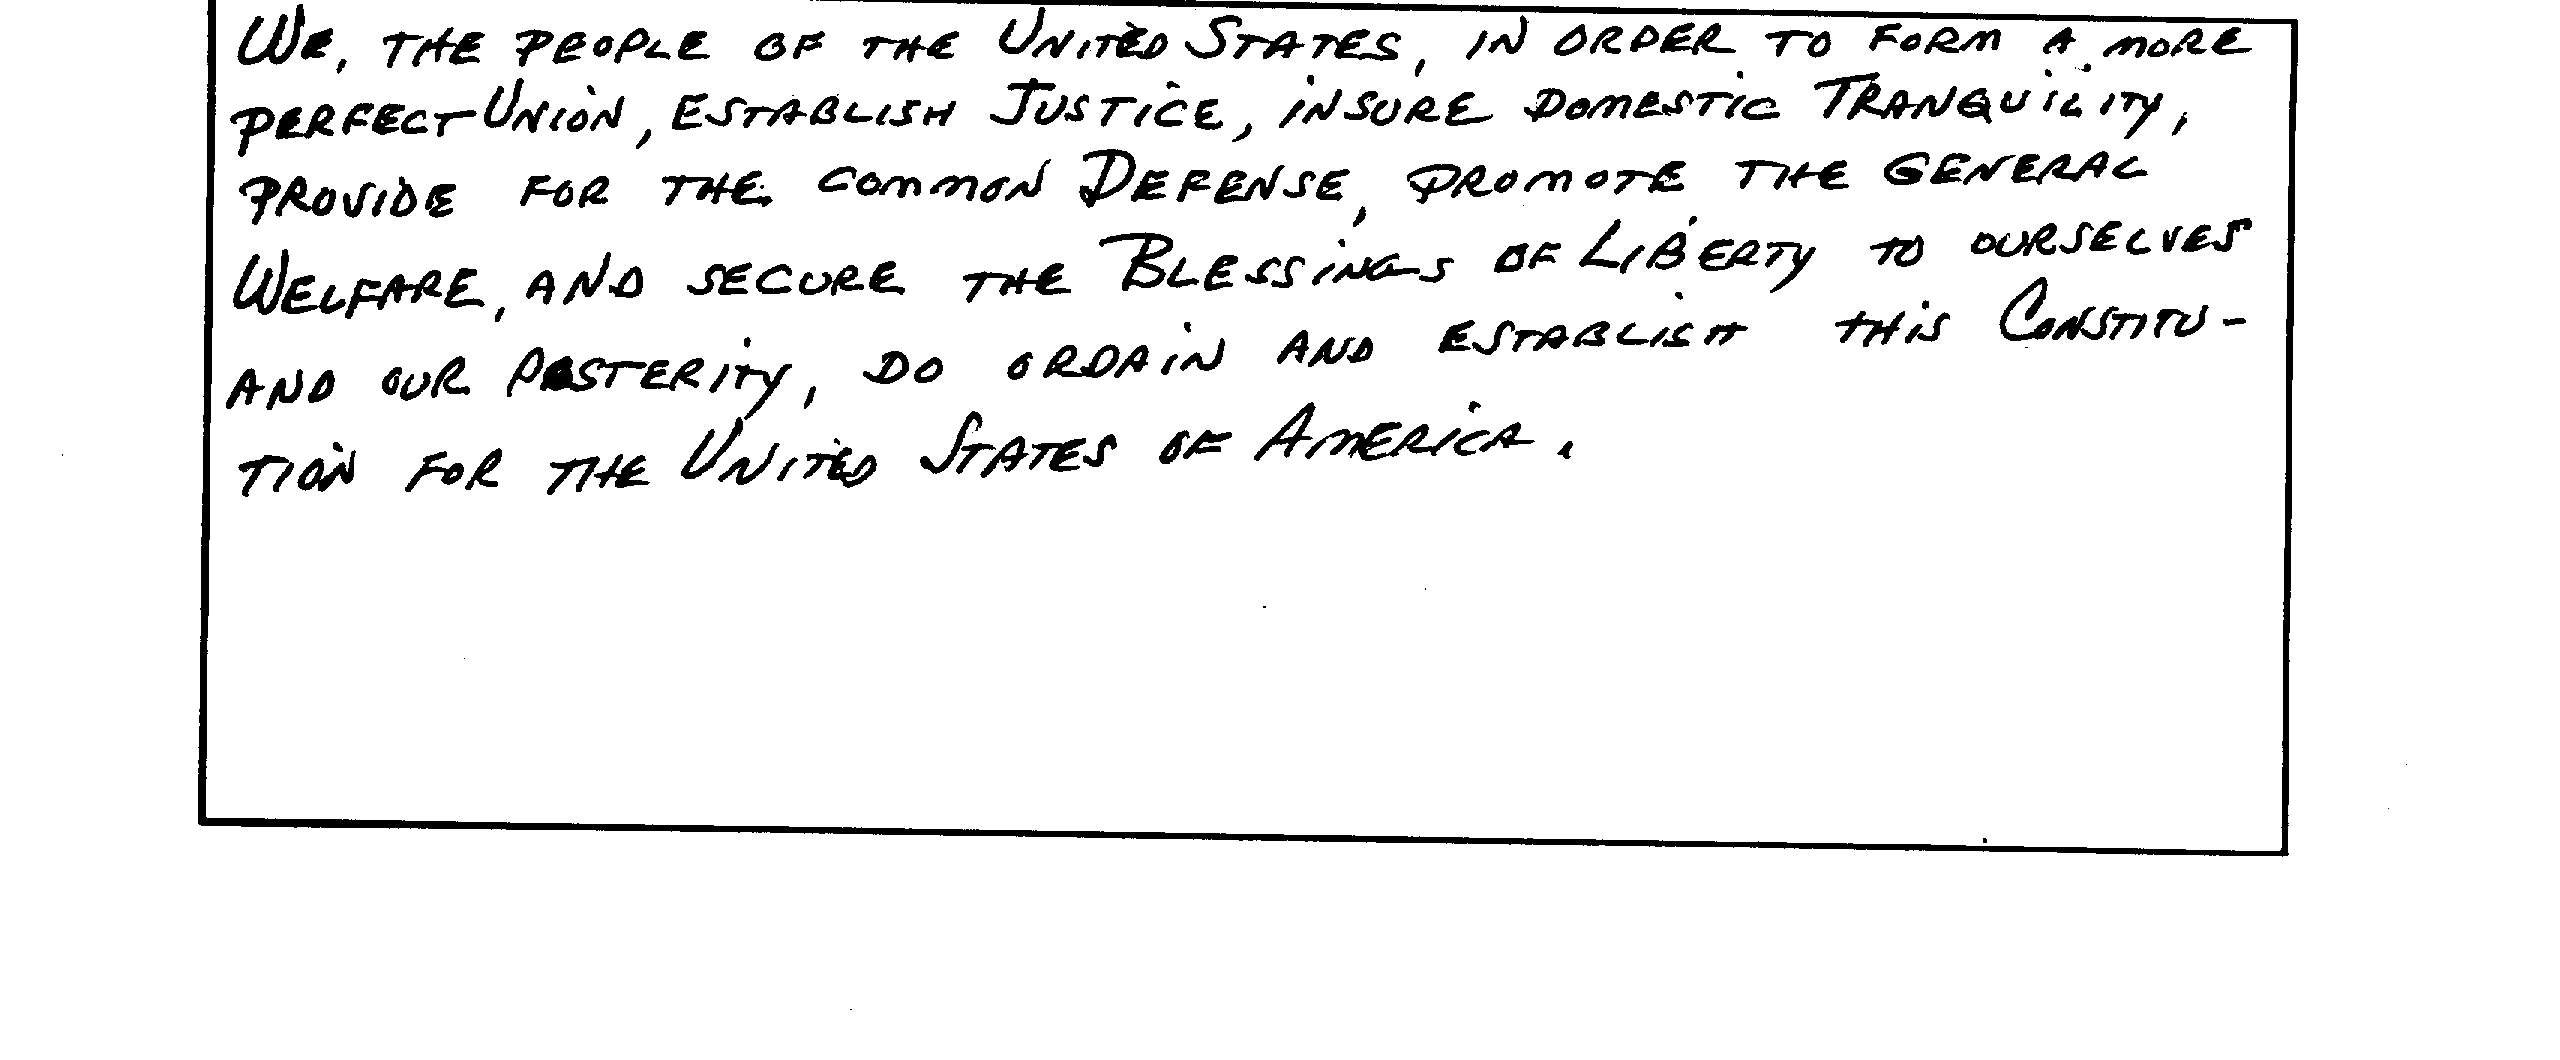 We, the people of the United States, in order to form a more
perfect Union, establish Justice, insure Domestic Tranquility,
provide for the common Defense, promote the general
Welfare, and secure the Blessings of Liberty to ourselves
and our posterity, do ordain and establish this Constitu-
tion for the United States of America.